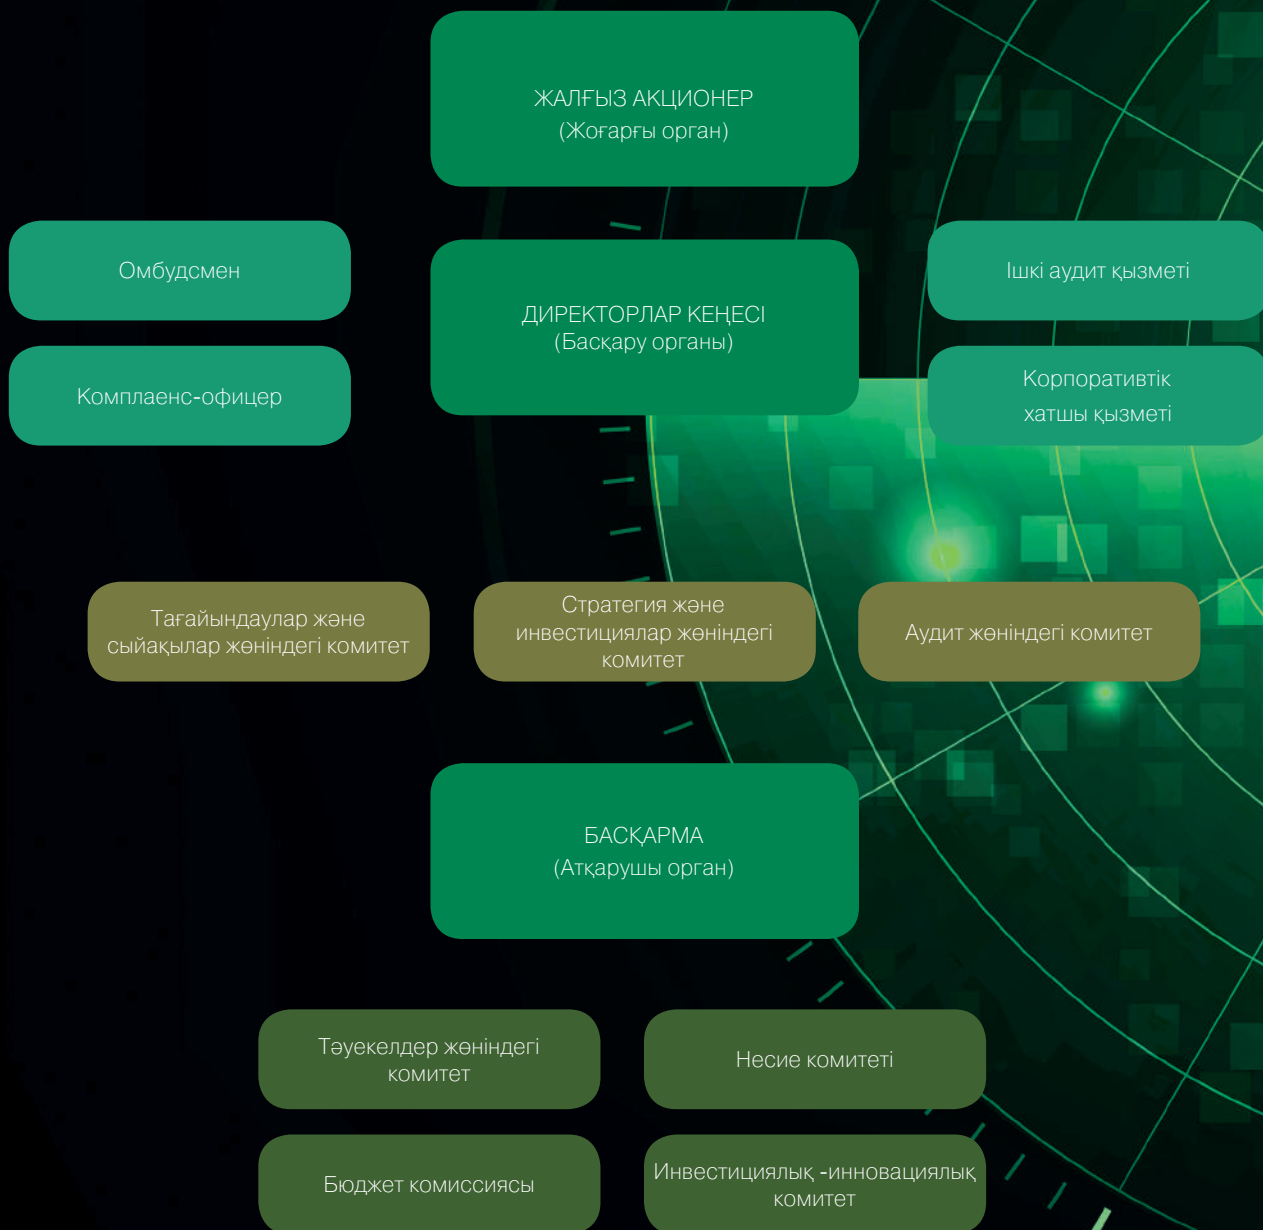 ЖАЛҒЫЗ АКЦИОНЕР
(Жоғарғы орган)
Омбудсмен
ДИРЕКТОРЛАР КЕҢЕСІ
(Басқару органы)
Ішкі аудит қызметі
Комплаенс-офицер
Корпоративтік
хатшы қызметі
Тағайындаулар және
сыйақылар жөніндегі комитет
Стратегия және
инвестициялар жөніндегі
комитет
Аудит жөніндегі комитет
БАСҚАРМА
(Атқарушы орган)
Тәуекелдер жөніндегі
комитет
Несие комитеті
Бюджет комиссиясы
Инвестициялық -инновациялық
комитет